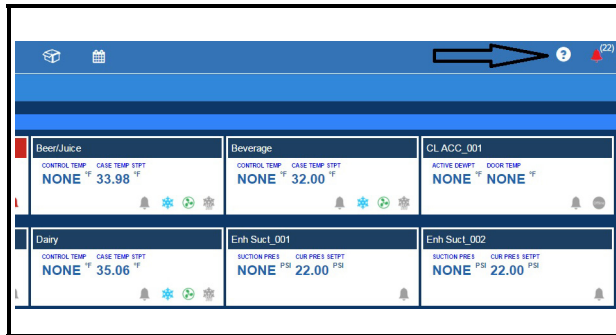 (22)
Beer/Juice Beverage CL ACC_001
CONTROL TEMP CASE TEMP STPT CONTROL TEMP CASE TEMP STPT ACTIVE DEWPT DOOR TEMP
NONE °F 33.98 °F NONE °F 32.00 °F NONE °F NONE °F
Dairy Enh Suct_001 Enh Suct_002
CONTROL TEMP CASE TEMP STPT SUCTION PRES CUR PRES SETPT SUCTION PRES CUR PRES SETPT
NONE °F 35.06 °F NONE PSI 22.00 PSI NONE PSI 22.00 PSI